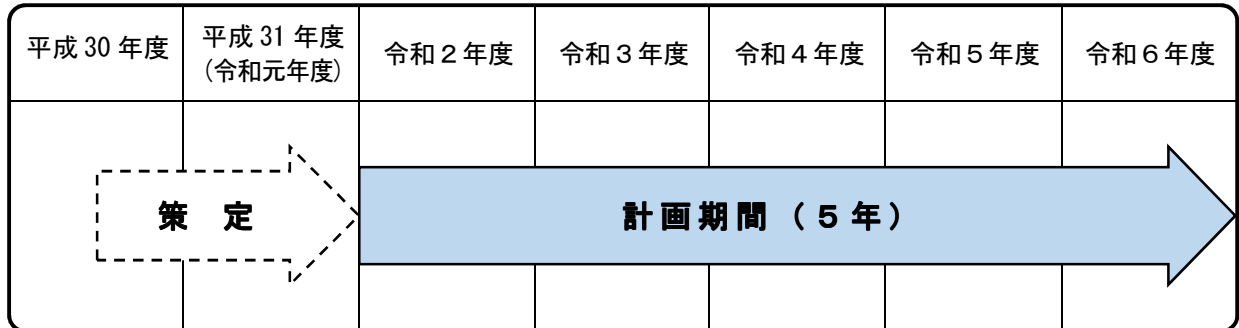 平成 30 年度
平成 31 年度
(令和元年度)
令和２年度
令和３年度
令和４年度
令和５年度
令和６年度
策 定
計画期間（５年）